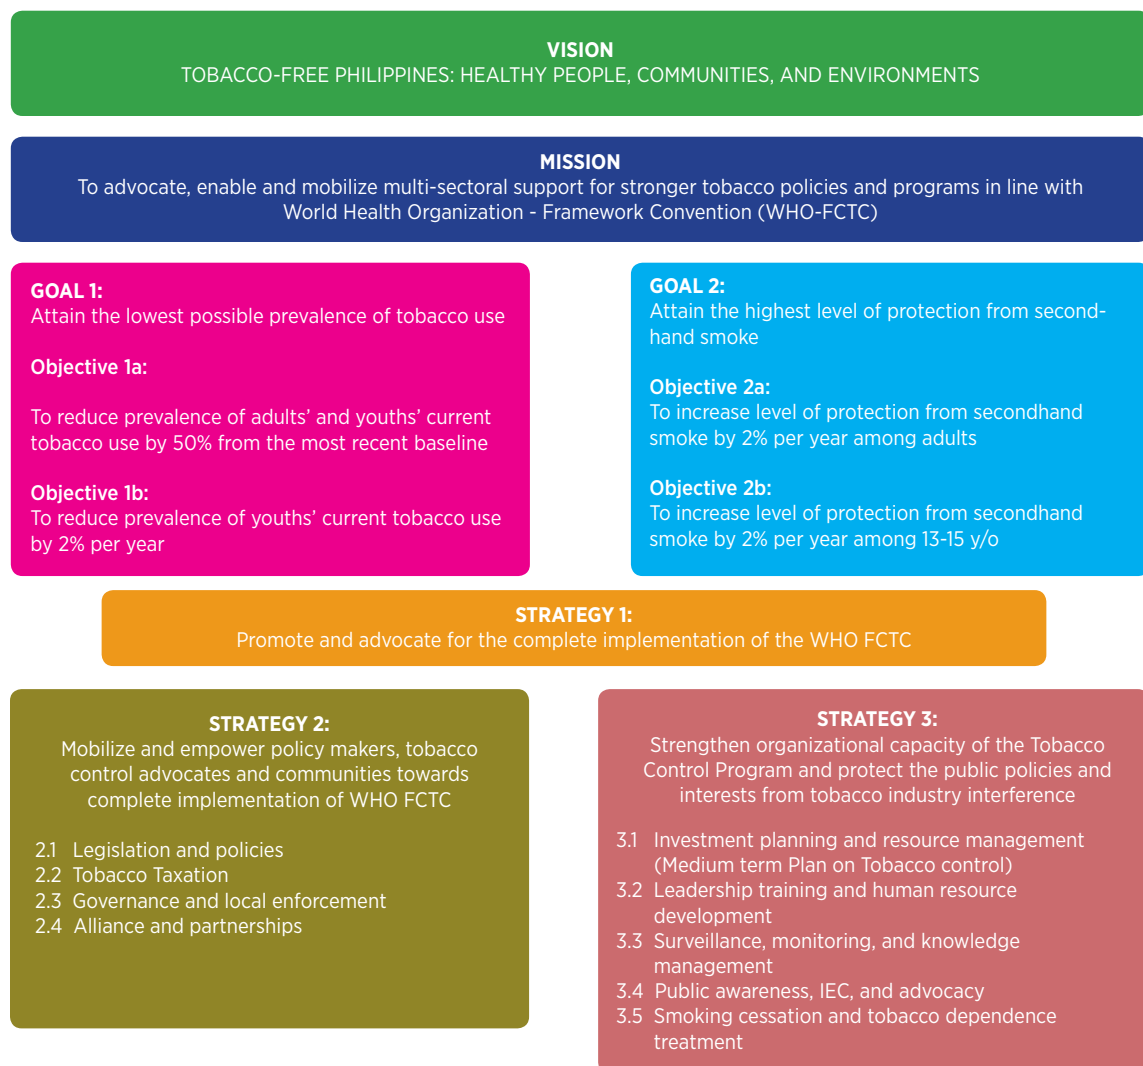 VISION
TOBACCO-FREE PHILIPPINES: HEALTHY PEOPLE, COMMUNITIES, AND ENVIRONMENTS
MISSION
To advocate, enable and mobilize multi-sectoral support for stronger tobacco policies and programs in line with
World Health Organization - Framework Convention (WHO-FCTC)
GOAL 1:
Attain the lowest possible prevalence of tobacco use
Objective 1a:
To reduce prevalence of adults’ and youths’ current
tobacco use by 50% from the most recent baseline
Objective 1b:
To reduce prevalence of youths’ current tobacco use
by 2% per year
GOAL 2:
Attain the highest level of protection from second-
hand smoke
Objective 2a:
To increase level of protection from secondhand
smoke by 2% per year among adults
Objective 2b:
To increase level of protection from secondhand
smoke by 2% per year among 13-15 y/o
STRATEGY 1:
Promote and advocate for the complete implementation of the WHO FCTC
STRATEGY 2:
Mobilize and empower policy makers, tobacco
control advocates and communities towards
complete implementation of WHO FCTC
2.1 Legislation and policies
2.2 Tobacco Taxation
2.3 Governance and local enforcement
2.4 Alliance and partnerships
STRATEGY 3:
Strengthen organizational capacity of the Tobacco
Control Program and protect the public policies and
interests from tobacco industry interference
3.1 Investment planning and resource management
(Medium term Plan on Tobacco control)
3.2 Leadership training and human resource
development
3.3 Surveillance, monitoring, and knowledge
management
3.4 Public awareness, IEC, and advocacy
3.5 Smoking cessation and tobacco dependence
treatment